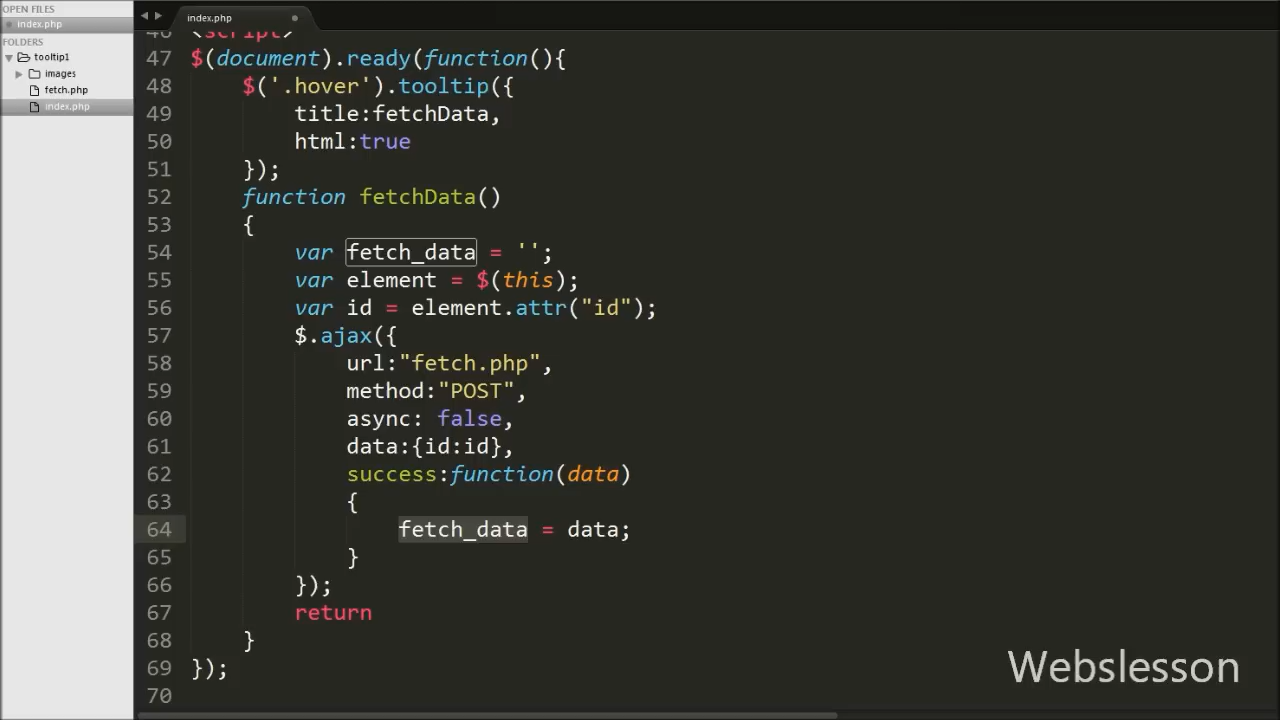 OPEN FILES
index.php
FOLDERS
tooltip1
images
fetch.php
index.php
index.php
46 <script>
47 $(document).ready(function(){
48 $('.hover').tooltip({
49 title:fetchData,
50 html:true
51 });
52 function fetchData()
53 {
54 var fetch_data = '';
55 var element = $(this);
56 var id = element.attr("id");
57 $.ajax({
58 url:"fetch.php",
59 method:"POST",
60 async: false,
61 data:{id:id},
62 success:function(data)
63 {
64 fetch_data = data;
65 }
66 });
67 return
68 }
69 });
70
Webslesson